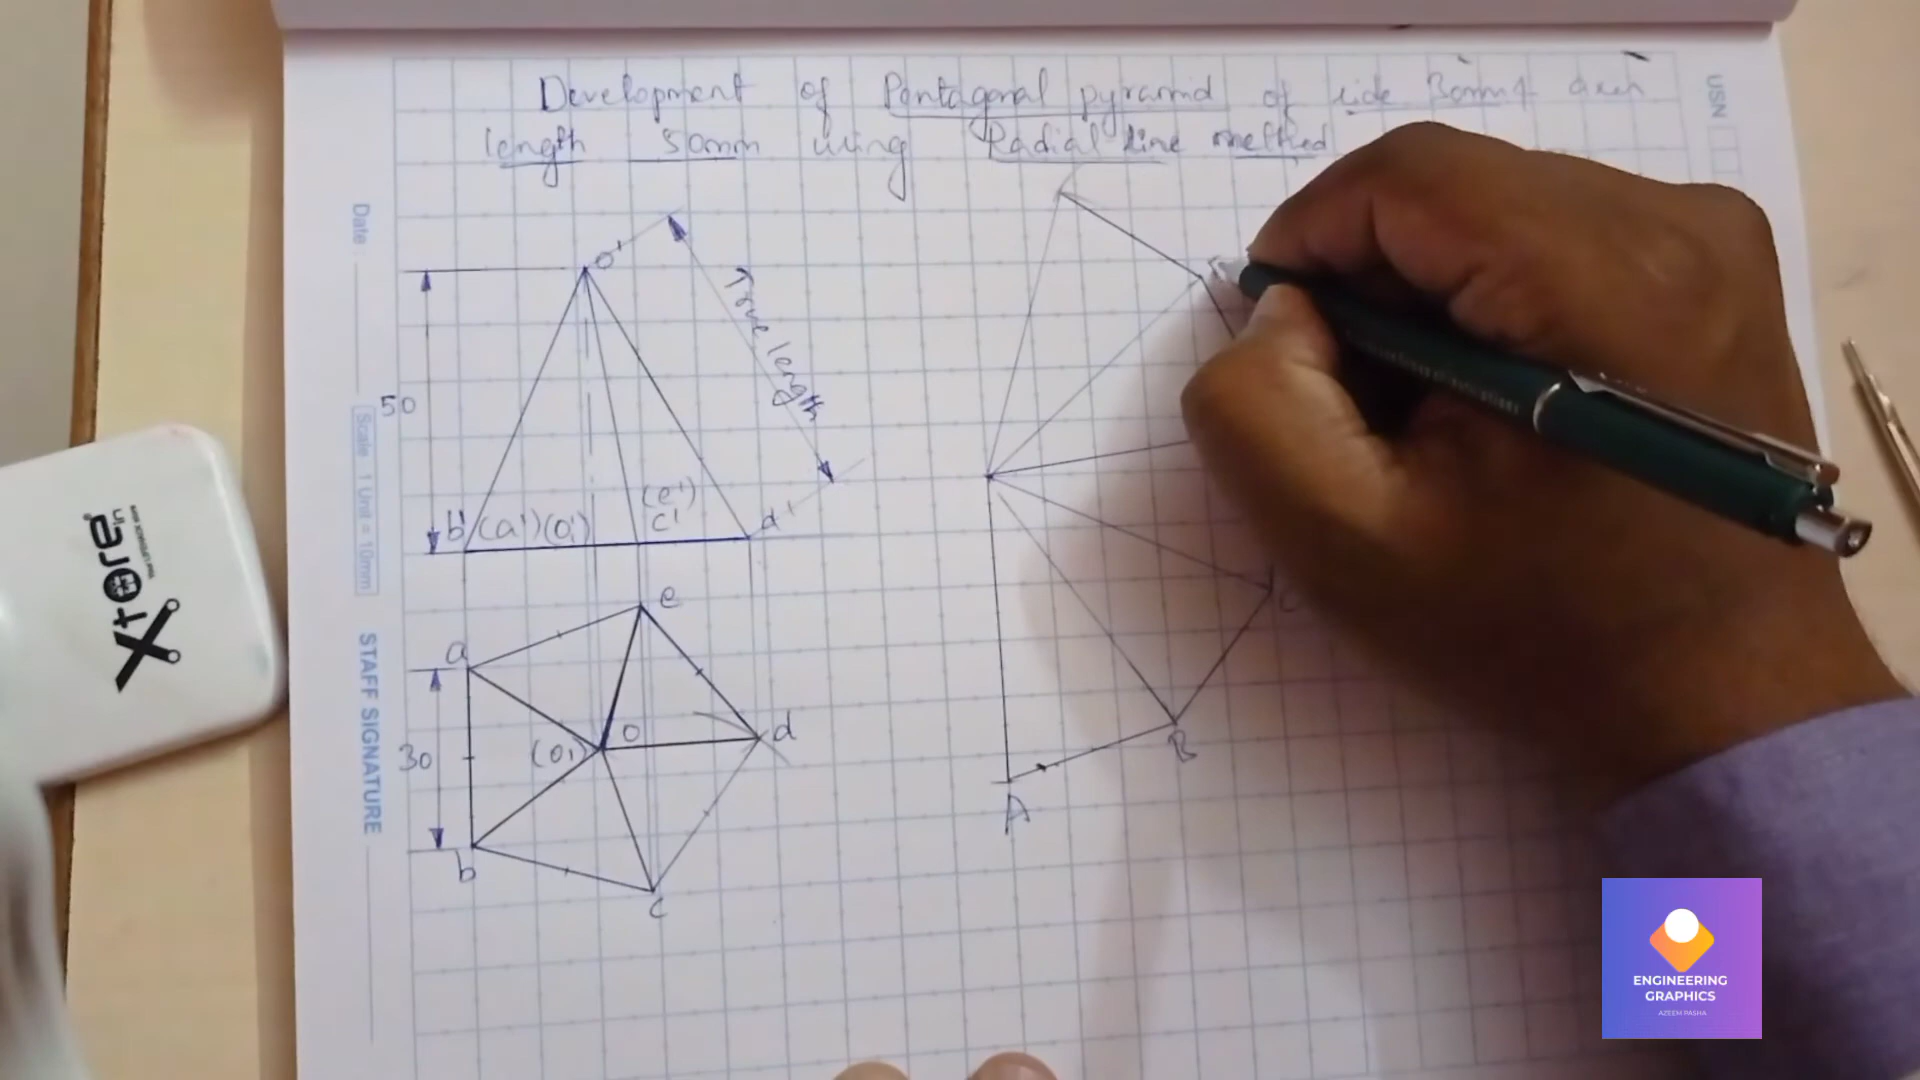 Development of Pentagonal pyramid of side 30mm & axis
length 50mm using Radial line method
USN
Date
Scale 1 Unit = 10mm
STAFF SIGNATURE
o'
True length
50
b' (a') (o₁')
(e')
c'
d'
e
a
30
(o₁)
o
d
b
c
A
B
C
Xtore
in
ENGINEERING
GRAPHICS
AZEEM PASHA